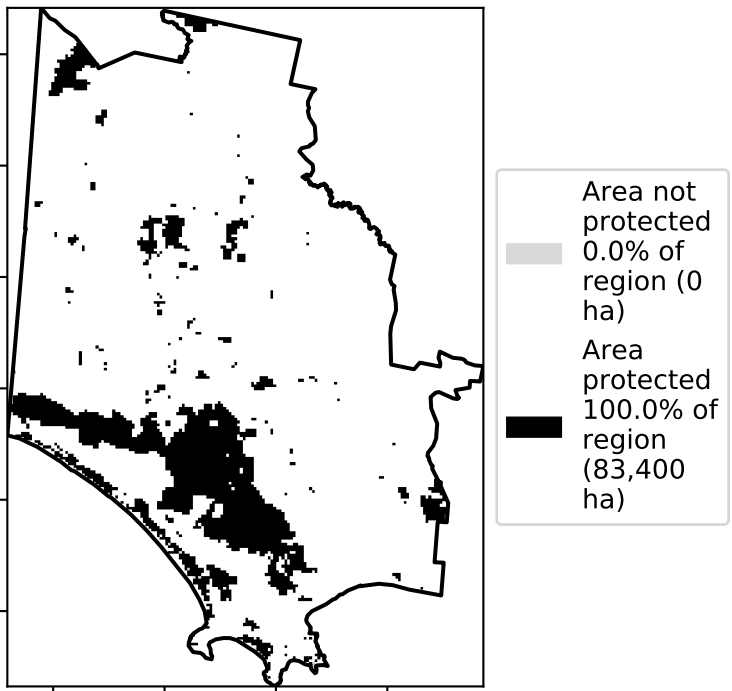 Area not
protected
0.0% of
region (0
ha)
Area
protected
100.0% of
region
(83,400
ha)